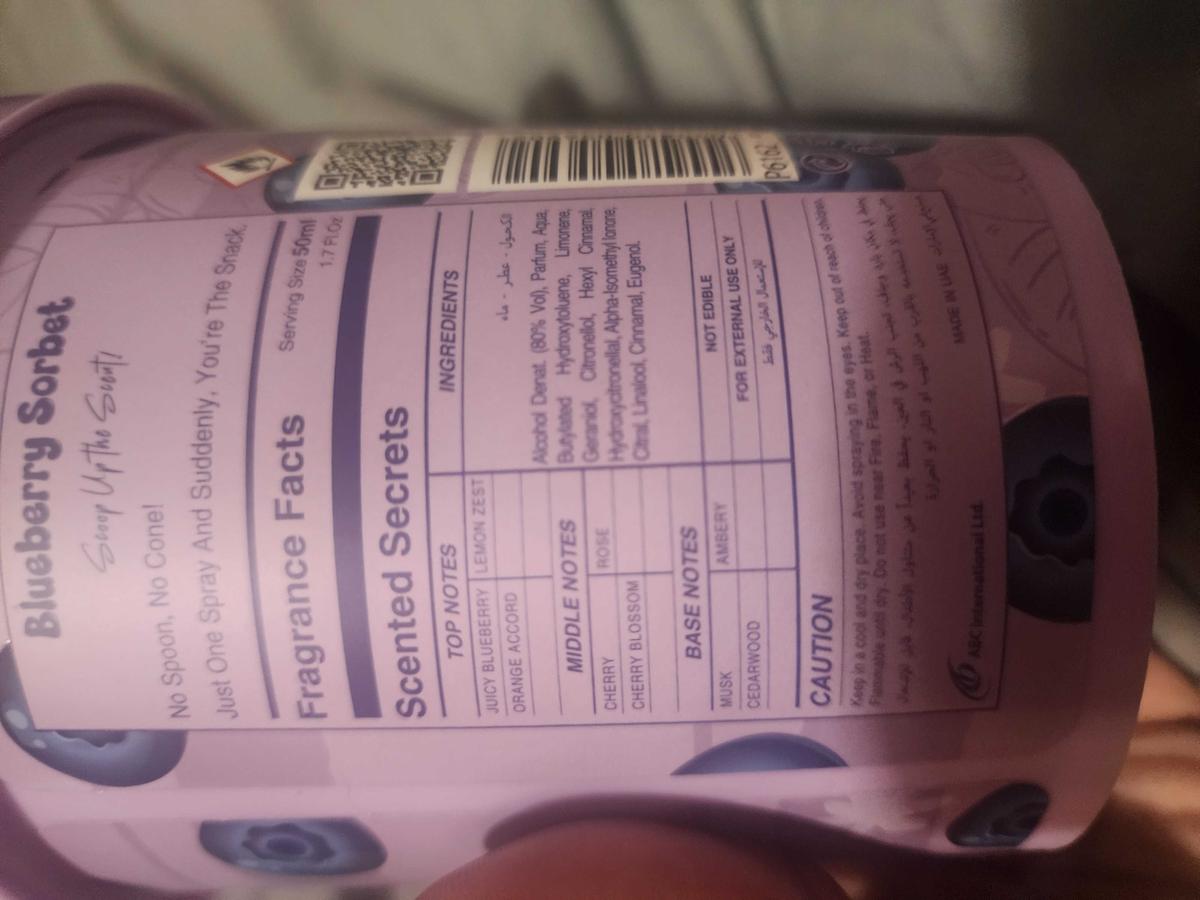 Blueberry Sorbet
Scoop Up the Scent!
No Spoon, No Cone!
Just One Spray And Suddenly, You're The Snack.
Fragrance Facts
Serving Size 50ml
1.7 Fl.Oz
Scented Secrets
TOP NOTES
JUICY BLUEBERRY LEMON ZEST
ORANGE ACCORD
MIDDLE NOTES
CHERRY ROSE
CHERRY BLOSSOM
BASE NOTES
MUSK AMBERY
CEDARWOOD
INGREDIENTS
الكحول - عطر - ماء
Alcohol Denat. (80% Vol), Parfum, Aqua,
Butylated Hydroxytoluene, Limonene,
Geraniol, Citronellol, Hexyl Cinnamal,
Hydroxycitronellal, Alpha-Isomethyl Ionone,
Citral, Linalool, Cinnamal, Eugenol.
NOT EDIBLE
FOR EXTERNAL USE ONLY
للإستعمال الخارجي فقط
CAUTION
Keep in a cool and dry place. Avoid spraying in the eyes. Keep out of reach of children.
Flammable until dry. Do not use near Fire, Flame, or Heat.
ABC International Ltd.
MADE IN UAE
P6162